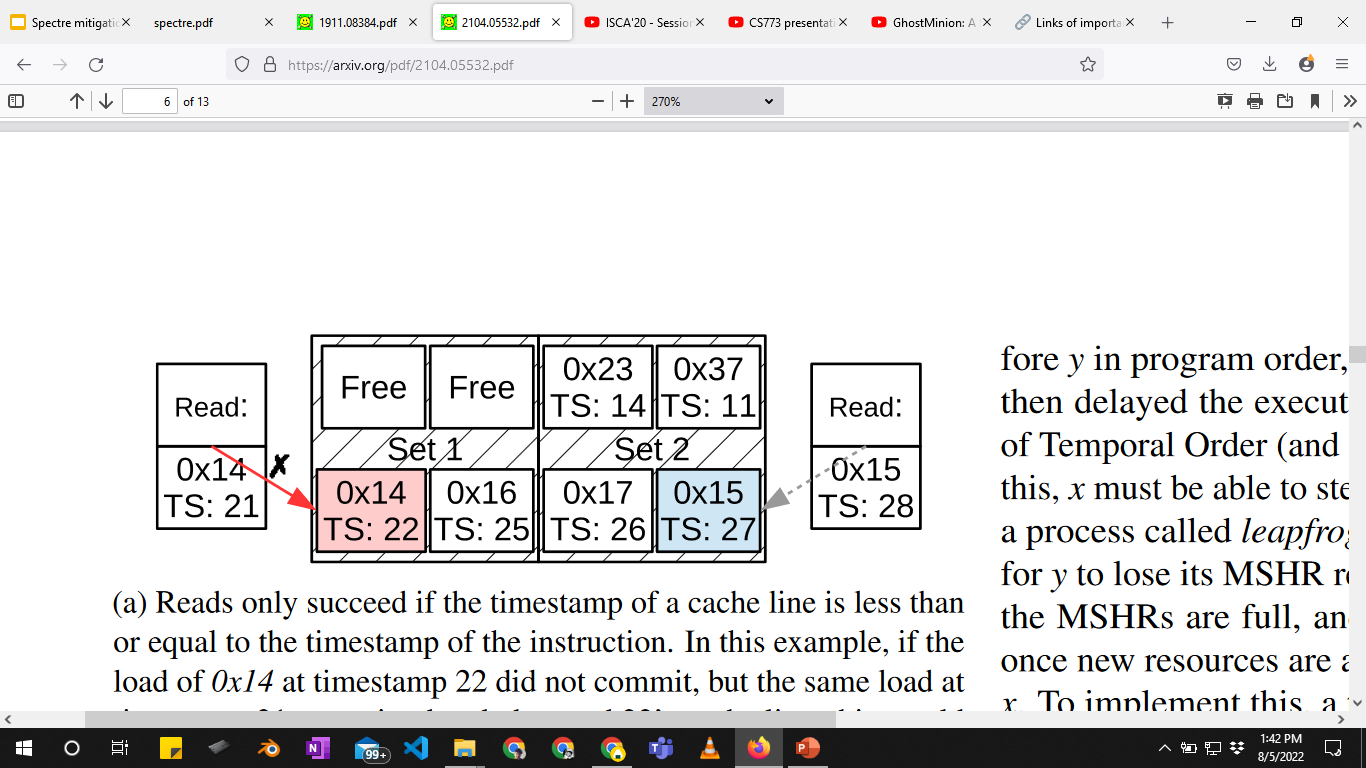 Spectre mitigatio
spectre.pdf
1911.08384.pdf
2104.05532.pdf
ISCA'20 - Session
CS773 presentati
GhostMinion: A
Links of importa
https://arxiv.org/pdf/2104.05532.pdf
6 of 13
270%
Read:
0x14
TS: 21
Free
Free
Set 1
0x14
TS: 22
0x16
TS: 25
0x23
TS: 14
0x37
TS: 11
Set 2
0x17
TS: 26
0x15
TS: 27
Read:
0x15
TS: 28
(a) Reads only succeed if the timestamp of a cache line is less than
or equal to the timestamp of the instruction. In this example, if the
load of 0x14 at timestamp 22 did not commit, but the same load at
fore y in program order,
then delayed the execut
of Temporal Order (and
this, x must be able to ste
a process called leapfrog
for y to lose its MSHR re
the MSHRs are full, an
once new resources are a
x. To implement this, a
99+
1:42 PM
8/5/2022